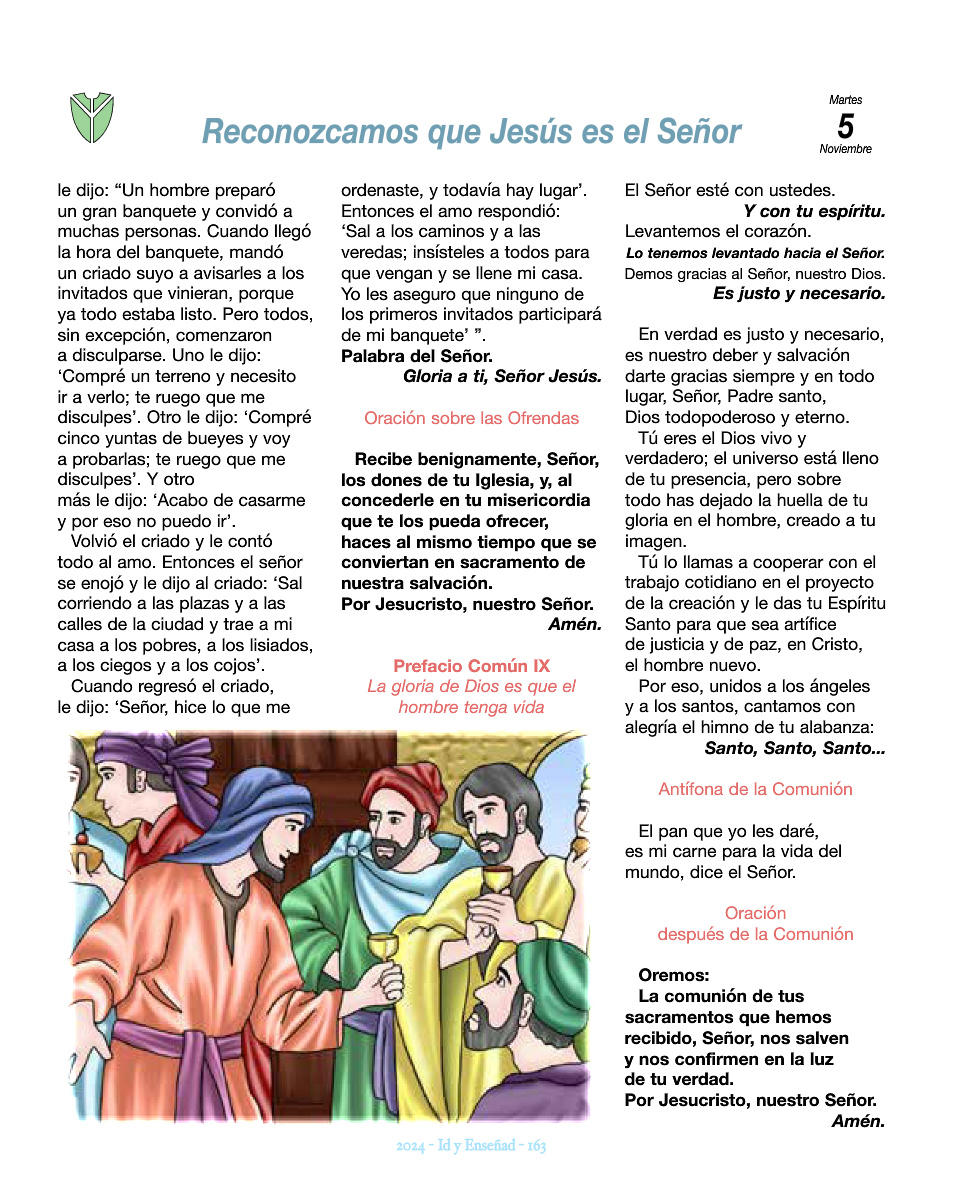 Reconozcamos que Jesús es el Señor
Martes
5
Noviembre
le dijo: “Un hombre preparó
un gran banquete y convidó a
muchas personas. Cuando llegó
la hora del banquete, mandó
un criado suyo a avisarles a los
invitados que vinieran, porque
ya todo estaba listo. Pero todos,
sin excepción, comenzaron
a disculparse. Uno le dijo:
‘Compré un terreno y necesito
ir a verlo; te ruego que me
disculpes’. Otro le dijo: ‘Compré
cinco yuntas de bueyes y voy
a probarlas; te ruego que me
disculpes’. Y otro
más le dijo: ‘Acabo de casarme
y por eso no puedo ir’.
Volvió el criado y le contó
todo al amo. Entonces el señor
se enojó y le dijo al criado: ‘Sal
corriendo a las plazas y a las
calles de la ciudad y trae a mi
casa a los pobres, a los lisiados,
a los ciegos y a los cojos’.
Cuando regresó el criado,
le dijo: ‘Señor, hice lo que me
ordenaste, y todavía hay lugar’.
Entonces el amo respondió:
‘Sal a los caminos y a las
veredas; insísteles a todos para
que vengan y se llene mi casa.
Yo les aseguro que ninguno de
los primeros invitados participará
de mi banquete’ ”.
Palabra del Señor.
Gloria a ti, Señor Jesús.
Oración sobre las Ofrendas
Recibe benignamente, Señor,
los dones de tu Iglesia, y, al
concederle en tu misericordia
que te los pueda ofrecer,
haces al mismo tiempo que se
conviertan en sacramento de
nuestra salvación.
Por Jesucristo, nuestro Señor.
Amén.
Prefacio Común IX
La gloria de Dios es que el
hombre tenga vida
El Señor esté con ustedes.
Y con tu espíritu.
Levantemos el corazón.
Lo tenemos levantado hacia el Señor.
Demos gracias al Señor, nuestro Dios.
Es justo y necesario.
En verdad es justo y necesario,
es nuestro deber y salvación
darte gracias siempre y en todo
lugar, Señor, Padre santo,
Dios todopoderoso y eterno.
Tú eres el Dios vivo y
verdadero; el universo está lleno
de tu presencia, pero sobre
todo has dejado la huella de tu
gloria en el hombre, creado a tu
imagen.
Tú lo llamas a cooperar con el
trabajo cotidiano en el proyecto
de la creación y le das tu Espíritu
Santo para que sea artífice
de justicia y de paz, en Cristo,
el hombre nuevo.
Por eso, unidos a los ángeles
y a los santos, cantamos con
alegría el himno de tu alabanza:
Santo, Santo, Santo...
Antífona de la Comunión
El pan que yo les daré,
es mi carne para la vida del
mundo, dice el Señor.
Oración
después de la Comunión
Oremos:
La comunión de tus
sacramentos que hemos
recibido, Señor, nos salven
y nos confirmen en la luz
de tu verdad.
Por Jesucristo, nuestro Señor.
Amén.
2024 - Id y Enseñad - 163